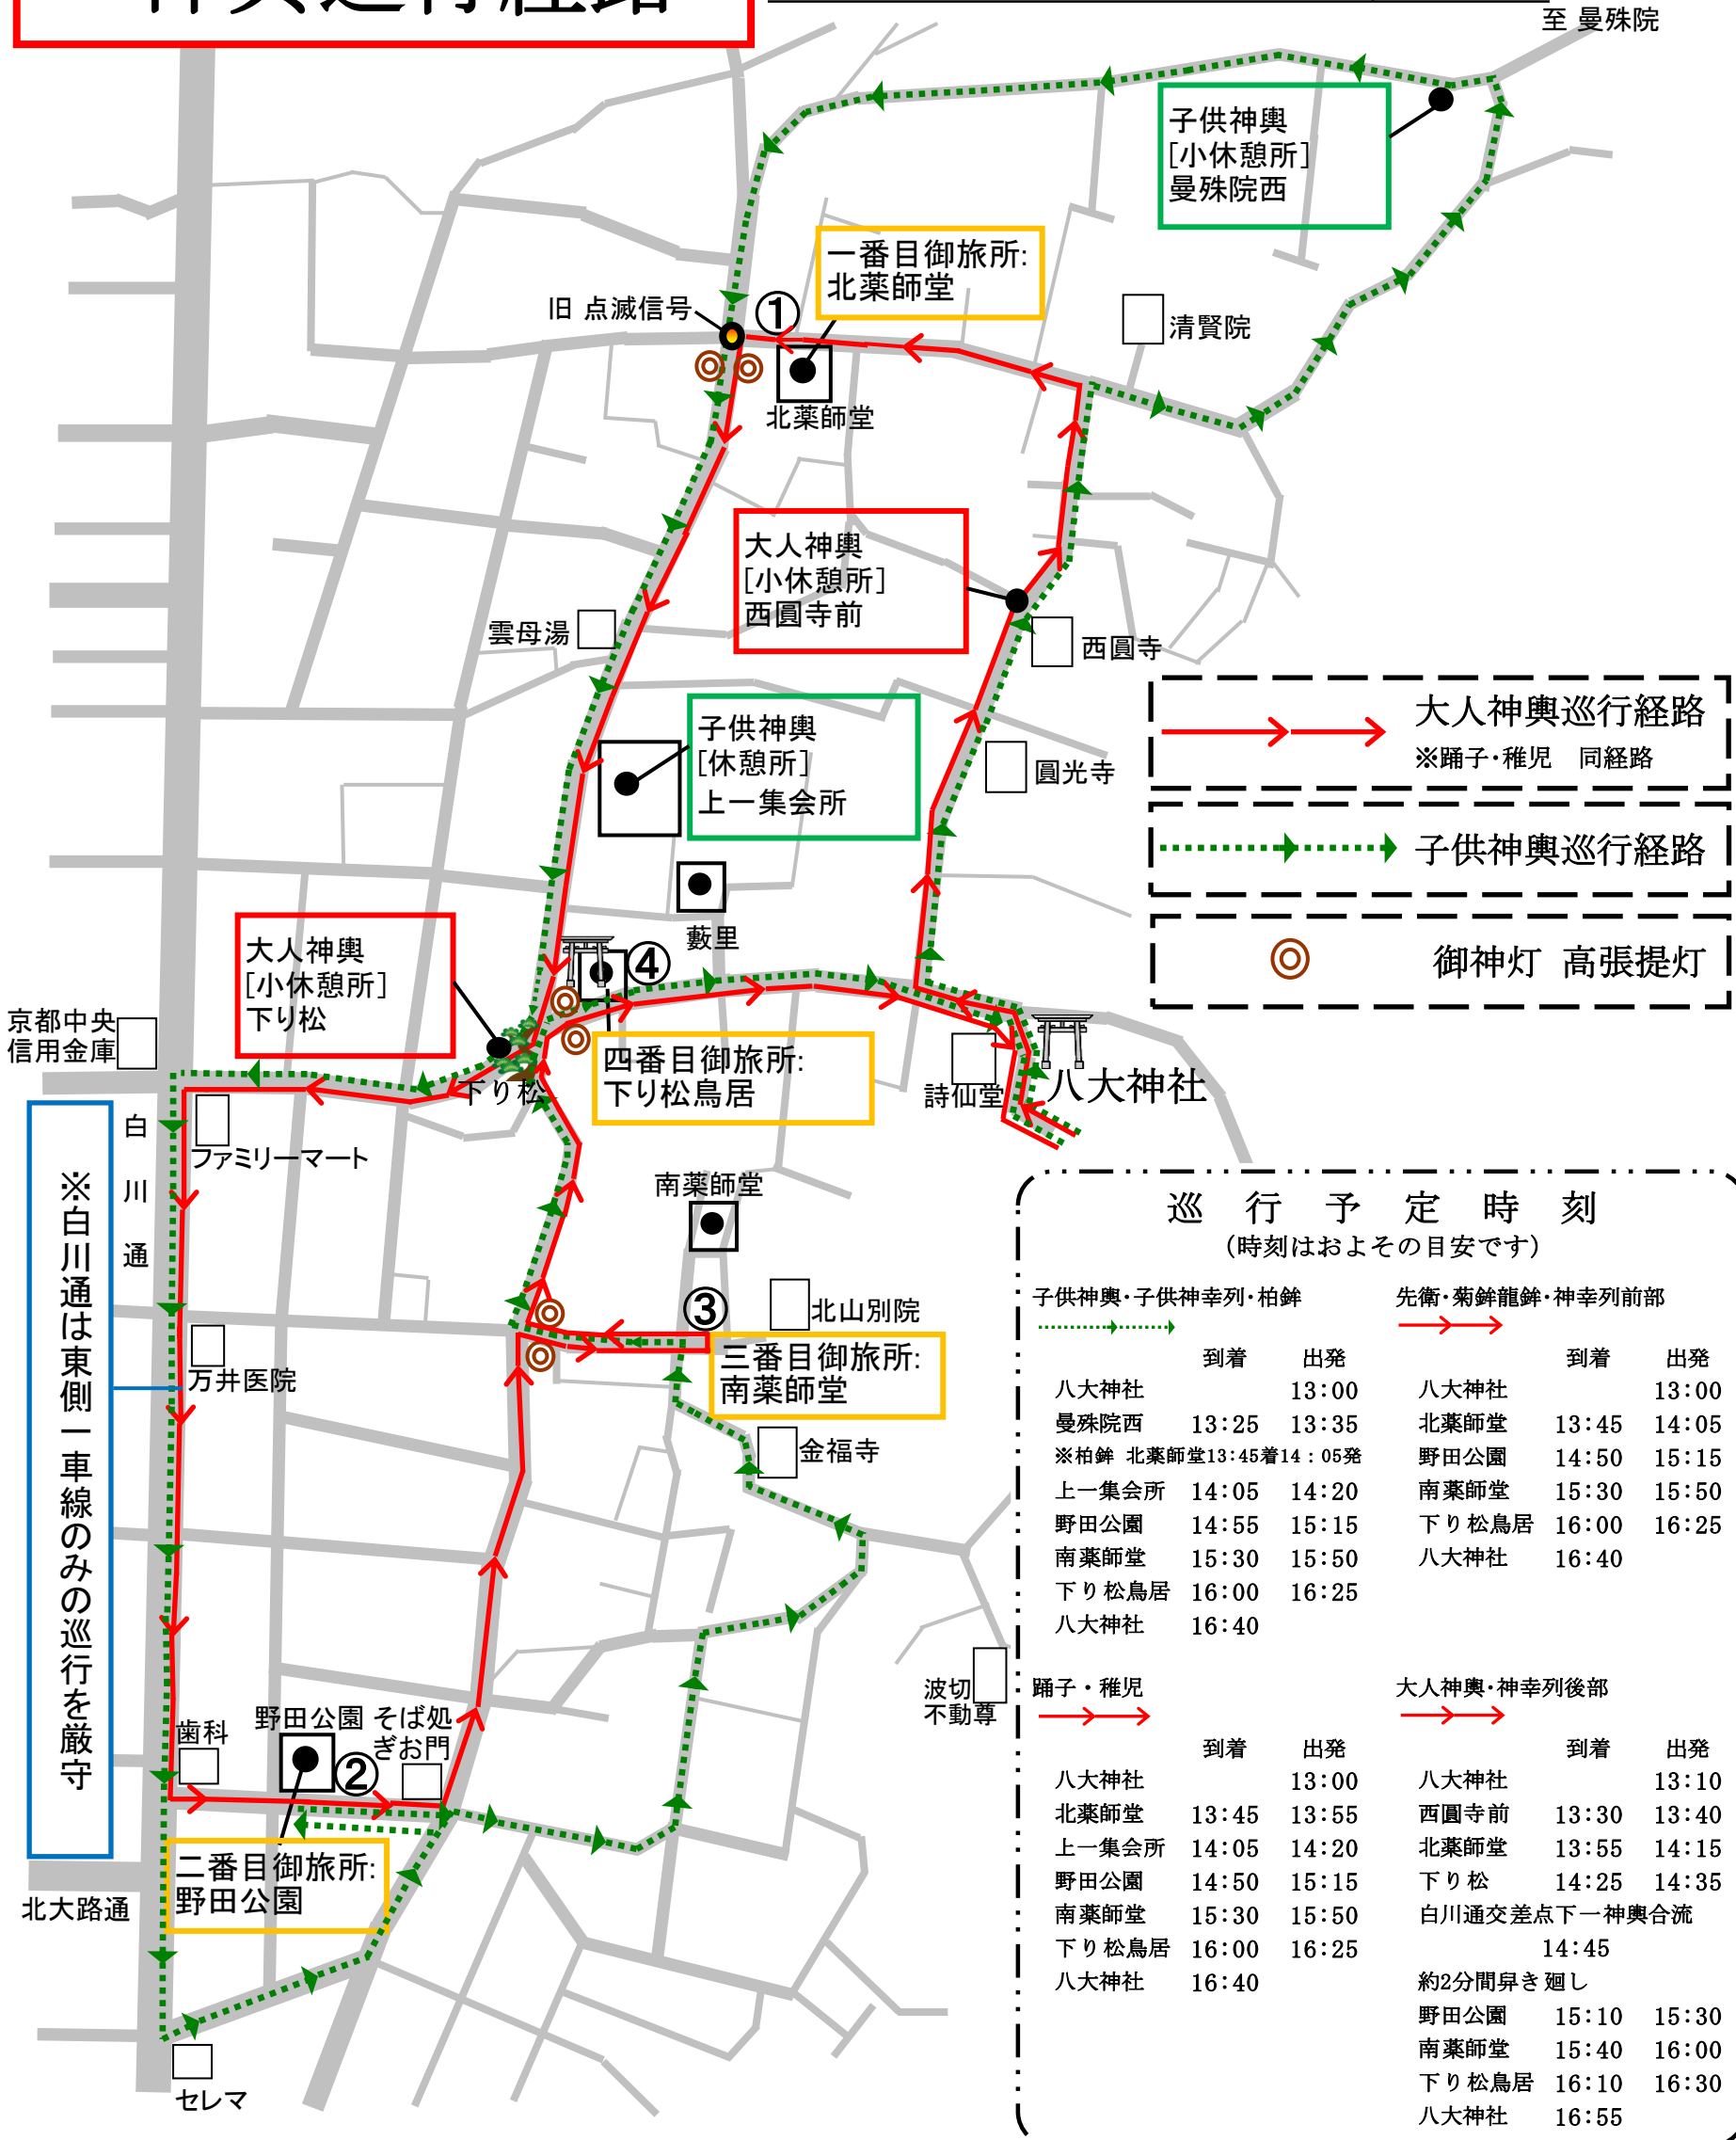 神輿巡行経路
至 曼殊院
子供神輿
[小休憩所]
曼殊院西
一番目御旅所:
北薬師堂
旧 点滅信号
①
清賢院
北薬師堂
大人神輿
[小休憩所]
西圓寺前
雲母湯
西圓寺
子供神輿
[休憩所]
上一集会所
圓光寺
大人神輿巡行経路
※踊子・稚児 同経路
子供神輿巡行経路
御神灯 高張提灯
藪里
大人神輿
[小休憩所]
下り松
④
京都中央
信用金庫
四番目御旅所:
下り松鳥居
下り松
詩仙堂
八大神社
白川通
ファミリーマート
※白川通は東側一車線のみの巡行を厳守
南薬師堂
③
北山別院
三番目御旅所:
南薬師堂
万井医院
金福寺
波切
不動尊
歯科
野田公園
そば処
ぎお門
②
二番目御旅所:
野田公園
北大路通
セレマ
巡行予定時刻
(時刻はおよその目安です)
子供神輿・子供神幸列・柏鉾
到着 出発
八大神社 13:00
曼殊院西 13:25 13:35
※柏鉾 北薬師堂13:45着14:05発
上一集会所 14:05 14:20
野田公園 14:55 15:15
南薬師堂 15:30 15:50
下り松鳥居 16:00 16:25
八大神社 16:40
先衛・菊鉾龍鉾・神幸列前部
到着 出発
八大神社 13:00
北薬師堂 13:45 14:05
野田公園 14:50 15:15
南薬師堂 15:30 15:50
下り松鳥居 16:00 16:25
八大神社 16:40
踊子・稚児
到着 出発
八大神社 13:00
北薬師堂 13:45 13:55
上一集会所 14:05 14:20
野田公園 14:50 15:15
南薬師堂 15:30 15:50
下り松鳥居 16:00 16:25
八大神社 16:40
大人神輿・神幸列後部
到着 出発
八大神社 13:10
西圓寺前 13:30 13:40
北薬師堂 13:55 14:15
下り松 14:25 14:35
白川通交差点下一神輿合流
14:45
約2分間舁き廻し
野田公園 15:10 15:30
南薬師堂 15:40 16:00
下り松鳥居 16:10 16:30
八大神社 16:55